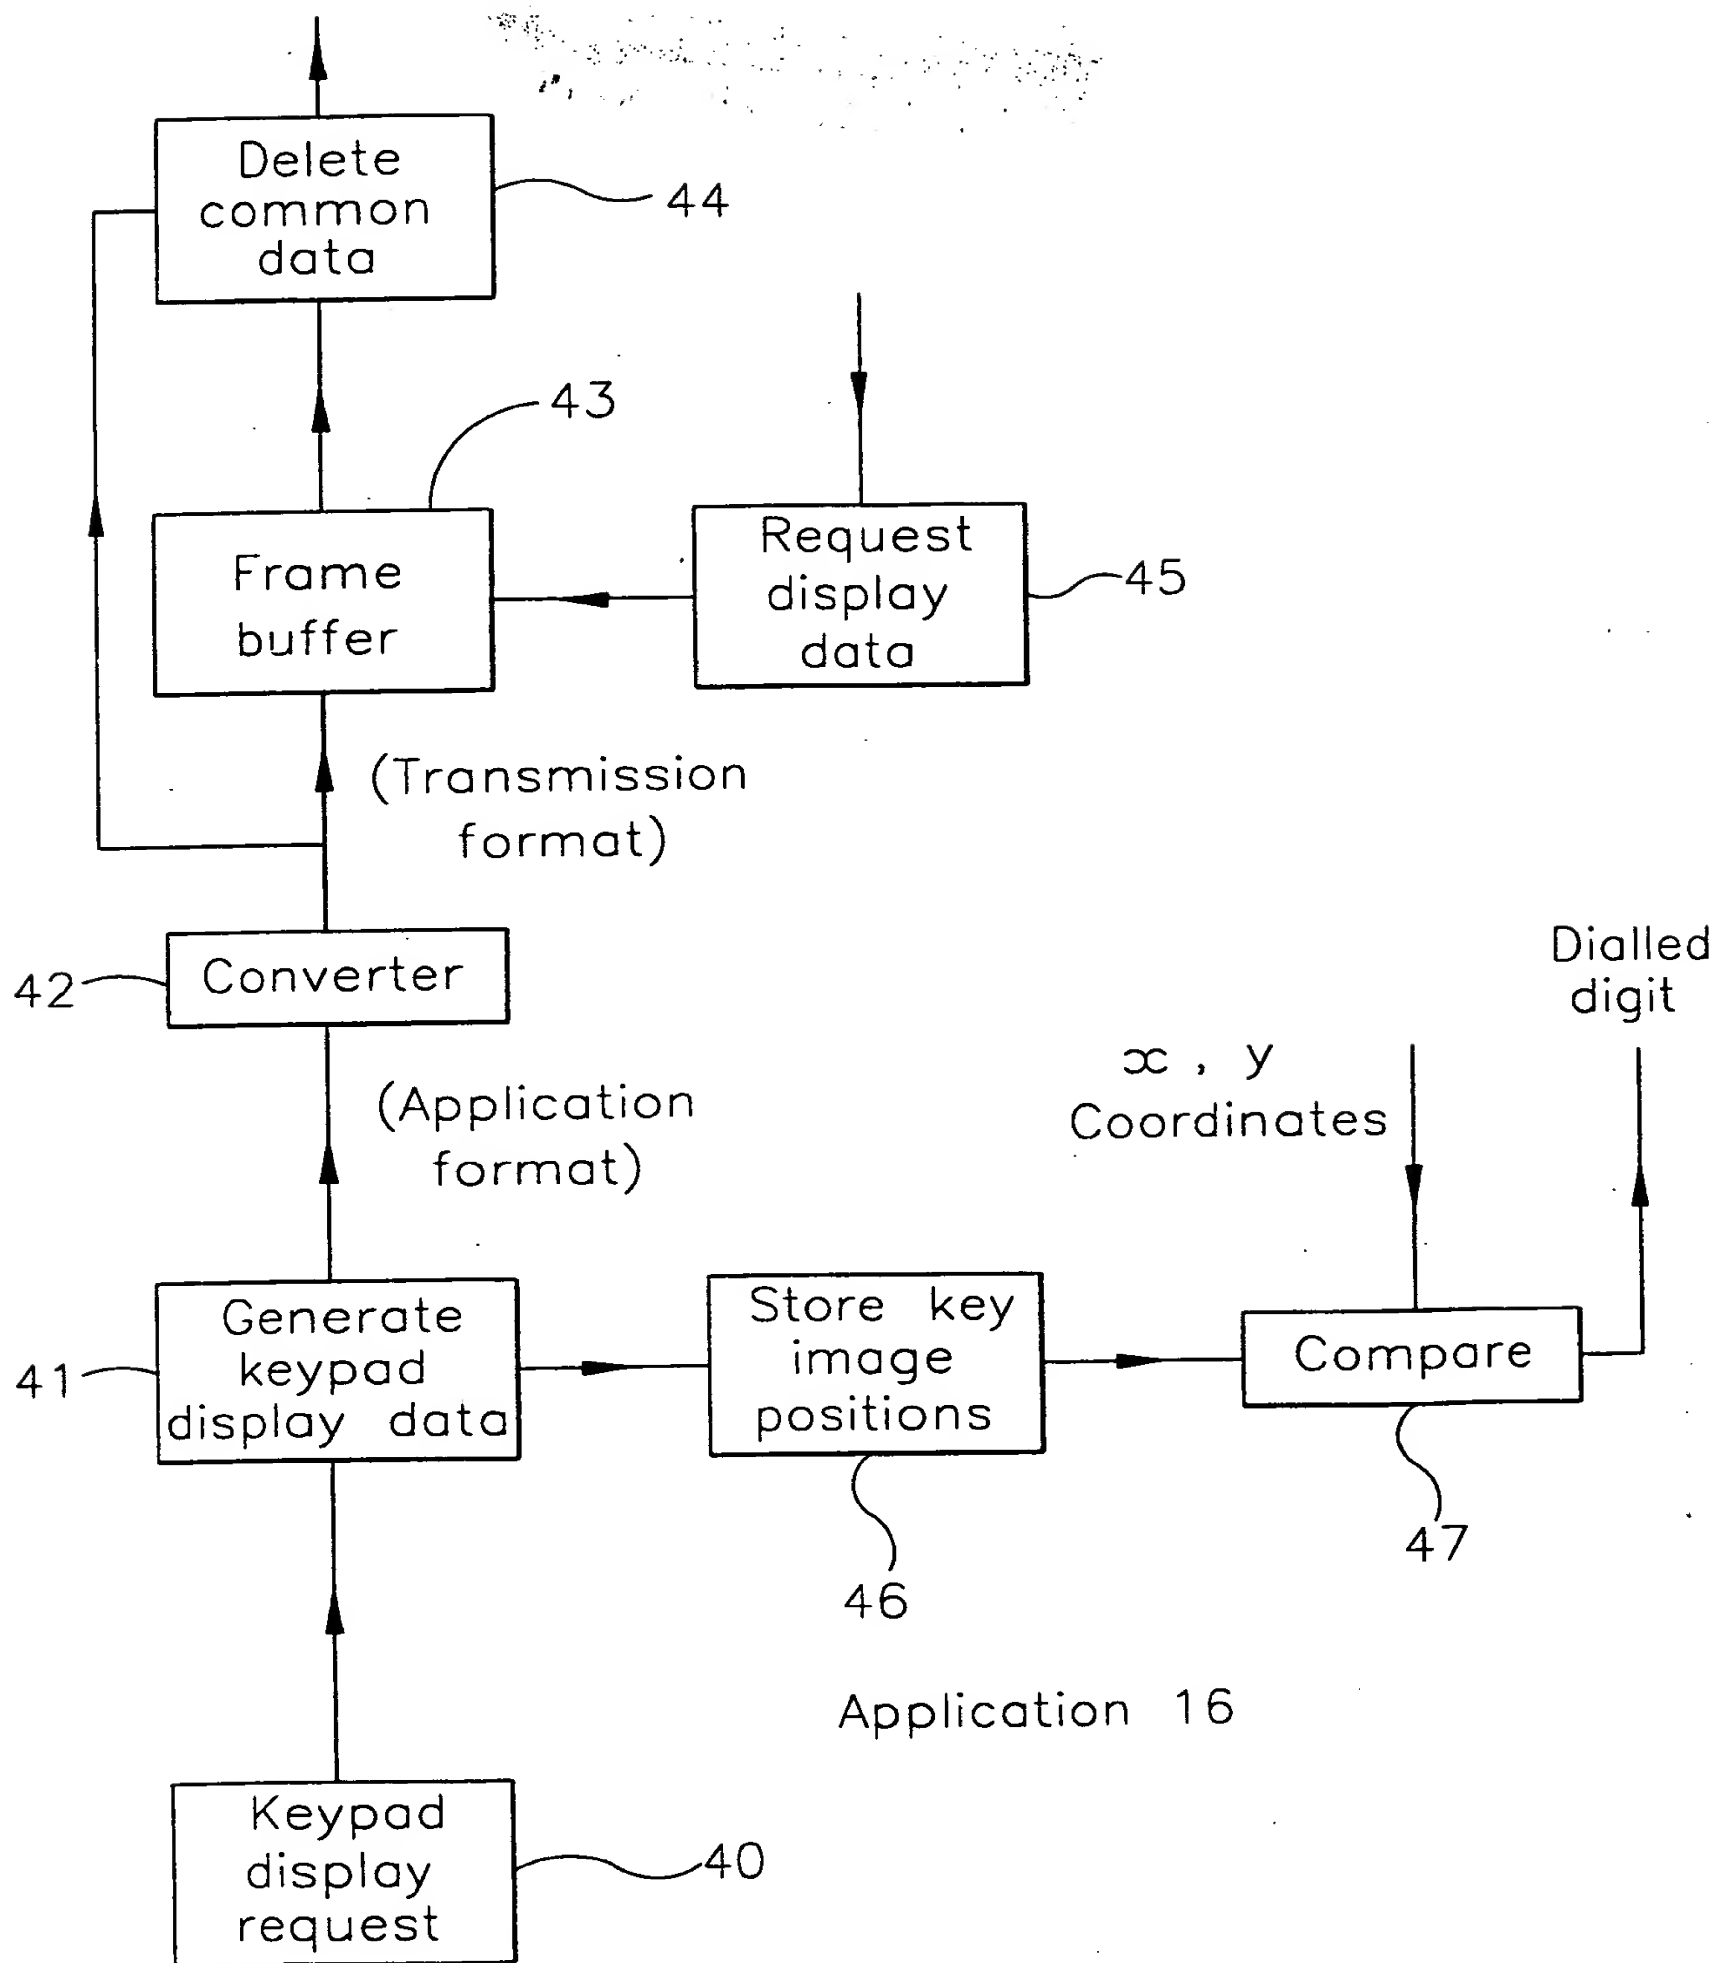 Delete
common
data
44
43
Frame
buffer
Request
display
data
45
(Transmission
format)
42
Converter
Dialled
digit
x , y
Coordinates
(Application
format)
41
Generate
keypad
display data
Store key
image
positions
Compare
46
47
Application 16
Keypad
display
request
40